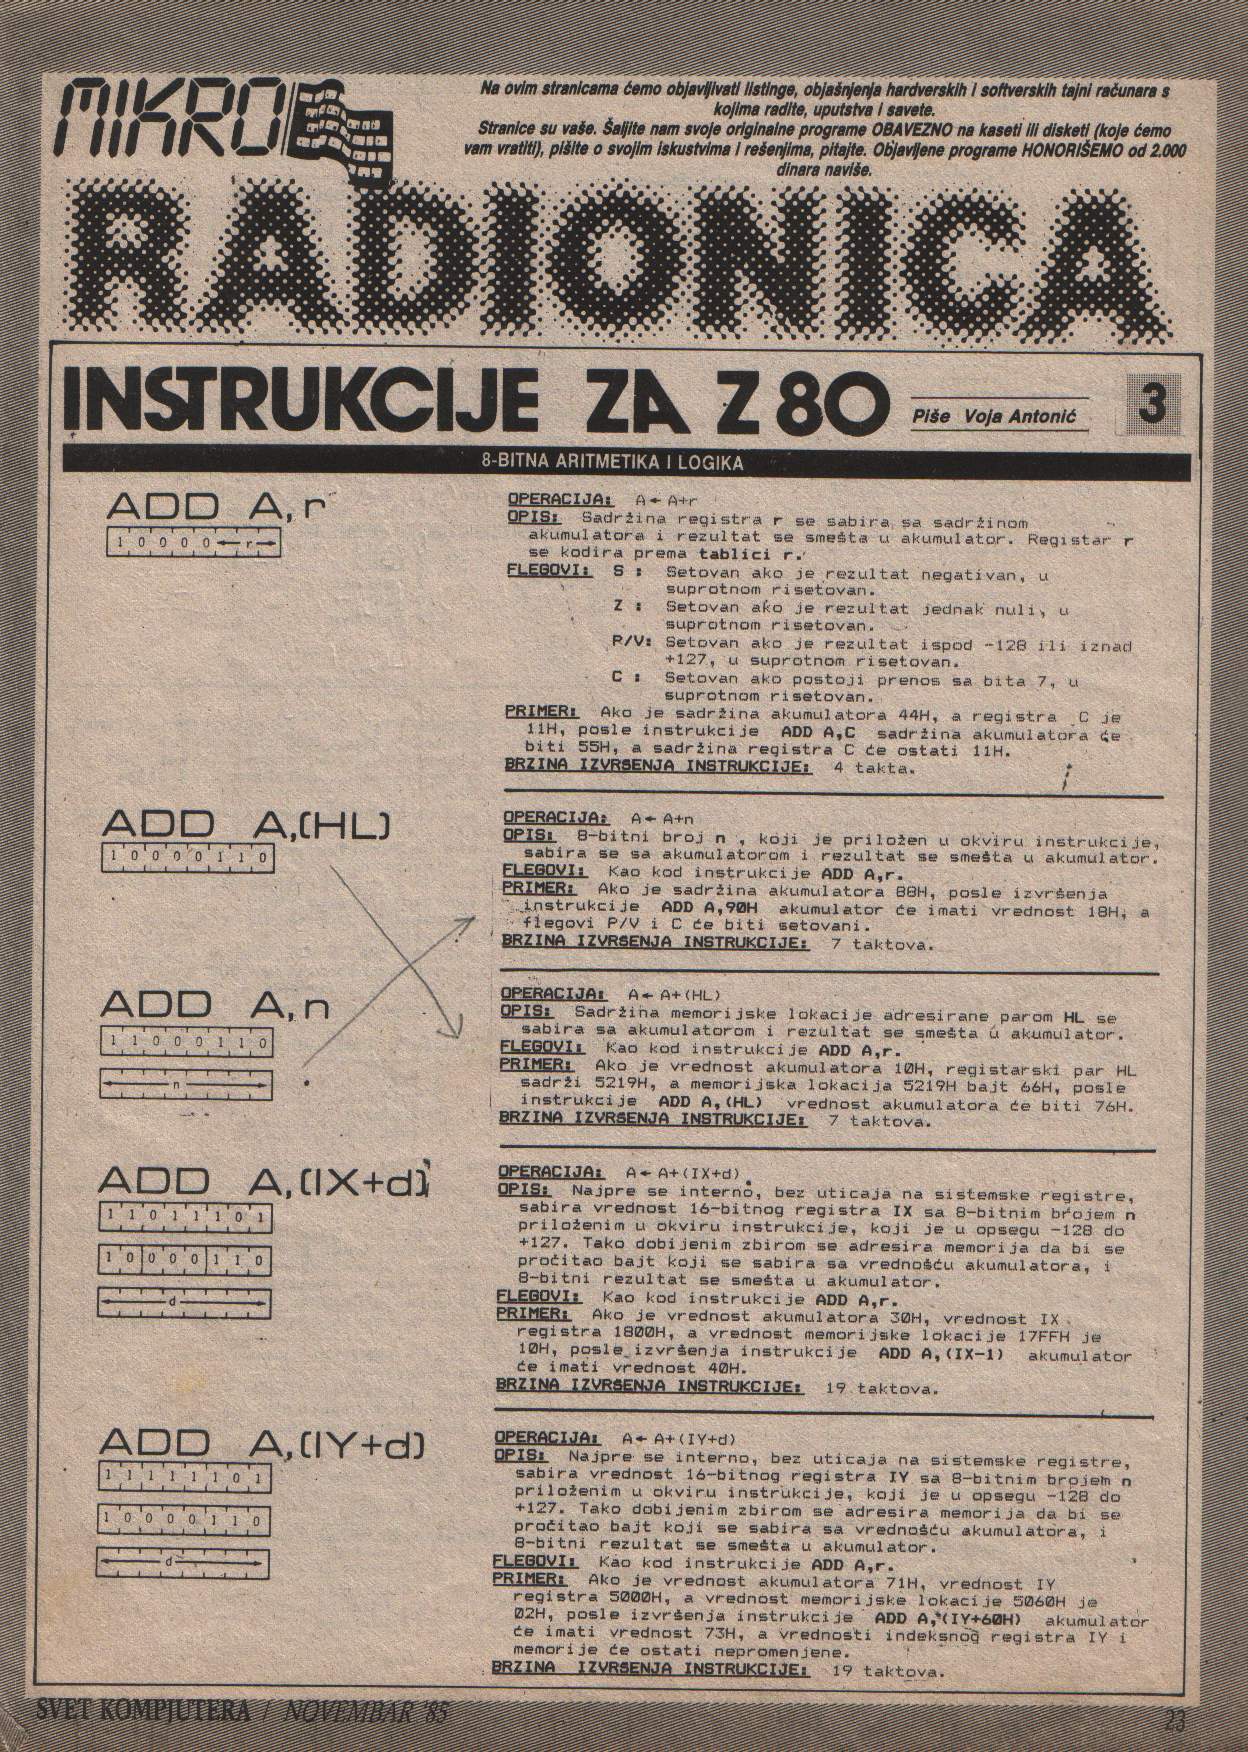 MIKRO
Na ovim stranicama ćemo objavljivati listinge, objašnjenja hardverskih i softverskih tajni računara s
kojima radite, uputstva i savete.
Stranice su vaše. Šaljite nam svoje originalne programe OBAVEZNO na kaseti ili disketi (koje ćemo
vam vratiti), pišite o svojim iskustvima i rešenjima, pitajte. Objavljene programe HONORIŠEMO od 2.000
dinara naviše.
RADIONICA
INSTRUKCIJE ZA Z80
Piše Voja Antonić
3
8-BITNA ARITMETIKA I LOGIKA
ADD A,r
1 0 0 0 0 r
OPERACIJA: A← A+r
OPIS: Sadržina registra r se sabira sa sadržinom
akumulatora i rezultat se smešta u akumulator. Registar r
se kodira prema tablici r.
FLEGOVI: S : Setovan ako je rezultat negativan, u
suprotnom risetovan.
Z : Setovan ako je rezultat jednak nuli, u
suprotnom risetovan.
P/V: Setovan ako je rezultat ispod -128 ili iznad
+127, u suprotnom risetovan.
C : Setovan ako postoji prenos sa bita 7, u
suprotnom risetovan.
PRIMER: Ako je sadržina akumulatora 44H, a registra C je
11H, posle instrukcije ADD A,C sadržina akumulatora će
biti 55H, a sadržina registra C će ostati 11H.
BRZINA IZVRŠENJA INSTRUKCIJE: 4 takta.
ADD A,(HL)
1 0 0 0 0 1 1 0
OPERACIJA: A← A+n
OPIS: 8-bitni broj n , koji je priložen u okviru instrukcije,
sabira se sa akumulatorom i rezultat se smešta u akumulator.
FLEGOVI: Kao kod instrukcije ADD A,r.
PRIMER: Ako je sadržina akumulatora 88H, posle izvršenja
instrukcije ADD A,90H akumulator će imati vrednost 18H, a
flegovi P/V i C će biti setovani.
BRZINA IZVRŠENJA INSTRUKCIJE: 7 taktova.
ADD A,n
1 1 0 0 0 1 1 0
n
OPERACIJA: A← A+(HL)
OPIS: Sadržina memorijske lokacije adresirane parom HL se
sabira sa akumulatorom i rezultat se smešta u akumulator.
FLEGOVI: Kao kod instrukcije ADD A,r.
PRIMER: Ako je vrednost akumulatora 10H, registarski par HL
sadrži 5219H, a memorijska lokacija 5219H bajt 66H, posle
instrukcije ADD A,(HL) vrednost akumulatora će biti 76H.
BRZINA IZVRŠENJA INSTRUKCIJE: 7 taktova.
ADD A,(IX+d)
1 1 0 1 1 1 0 1
1 0 0 0 0 1 1 0
d
OPERACIJA: A← A+(IX+d)
OPIS: Najpre se interno, bez uticaja na sistemske registre,
sabira vrednost 16-bitnog registra IX sa 8-bitnim brojem n
priloženim u okviru instrukcije, koji je u opsegu -128 do
+127. Tako dobijenim zbirom se adresira memorija da bi se
pročitao bajt koji se sabira sa vrednošću akumulatora, i
8-bitni rezultat se smešta u akumulator.
FLEGOVI: Kao kod instrukcije ADD A,r.
PRIMER: Ako je vrednost akumulatora 30H, vrednost IX
registra 1800H, a vrednost memorijske lokacije 17FFH je
10H, posle izvršenja instrukcije ADD A,(IX-1) akumulator
će imati vrednost 40H.
BRZINA IZVRŠENJA INSTRUKCIJE: 19 taktova.
ADD A,(IY+d)
1 1 1 1 1 1 0 1
1 0 0 0 0 1 1 0
d
OPERACIJA: A← A+(IY+d)
OPIS: Najpre se interno, bez uticaja na sistemske registre,
sabira vrednost 16-bitnog registra IY sa 8-bitnim brojem n
priloženim u okviru instrukcije, koji je u opsegu -128 do
+127. Tako dobijenim zbirom se adresira memorija da bi se
pročitao bajt koji se sabira sa vrednošću akumulatora, i
8-bitni rezultat se smešta u akumulator.
FLEGOVI: Kao kod instrukcije ADD A,r.
PRIMER: Ako je vrednost akumulatora 71H, vrednost IY
registra 5000H, a vrednost memorijske lokacije 5060H je
02H, posle izvršenja instrukcije ADD A,(IY+60H) akumulator
će imati vrednost 73H, a vrednosti indeksnog registra IY i
memorije će ostati nepromenjene.
BRZINA IZVRŠENJA INSTRUKCIJE: 19 taktova.
SVET KOMPJUTERA / NOVEMBAR '85
23